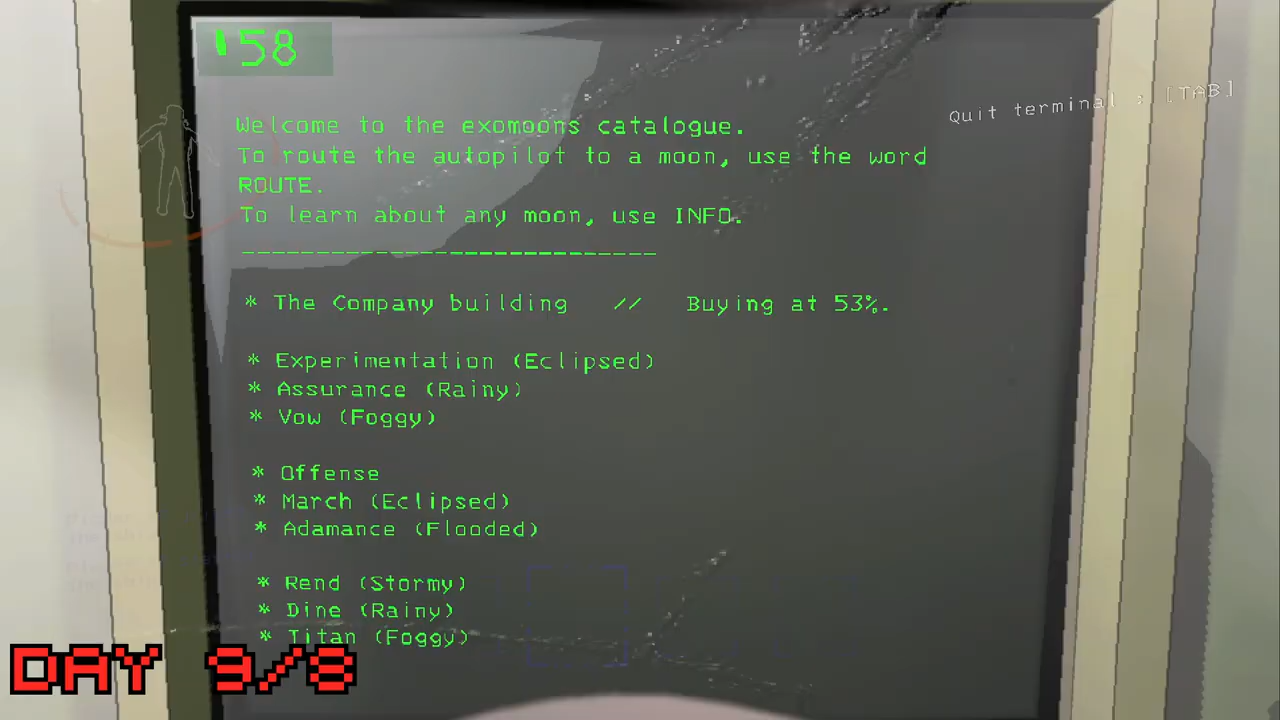 ▮58
Quit terminal : [TAB]
Welcome to the exomoons catalogue.
To route the autopilot to a moon, use the word
ROUTE.
To learn about any moon, use INFO.
----------------------------
* The Company building // Buying at 53%.
* Experimentation (Eclipsed)
* Assurance (Rainy)
* Vow (Foggy)
* Offense
* March (Eclipsed)
* Adamance (Flooded)
* Rend (Stormy)
* Dine (Rainy)
* Titan (Foggy)
DAY 9/8